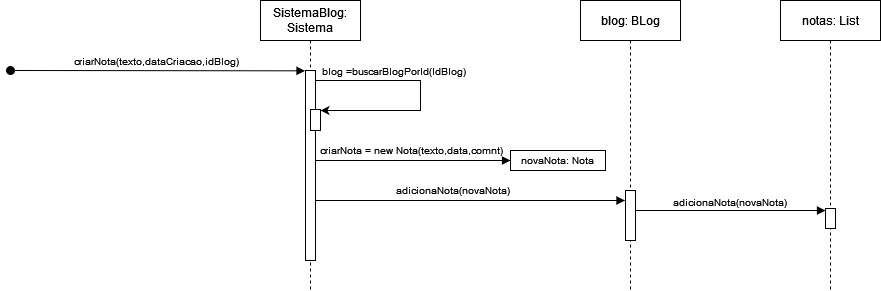 SistemaBlog:
Sistema
blog: BLog
notas: List
criarNota(texto,dataCriacao,idBlog)
blog =buscarBlogPorId(IdBlog)
criarNota = new Nota(texto,data,comnt)
novaNota: Nota
adicionaNota(novaNota)
adicionaNota(novaNota)